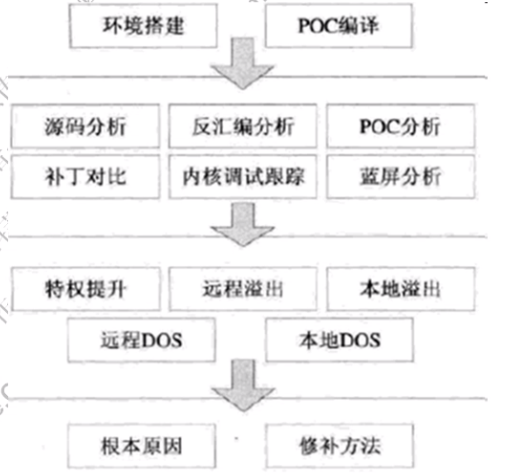 环境搭建 POC编译
源码分析 反汇编分析 POC分析
补丁对比 内核调试跟踪 蓝屏分析
特权提升 远程溢出 本地溢出
远程DOS 本地DOS
根本原因 修补方法